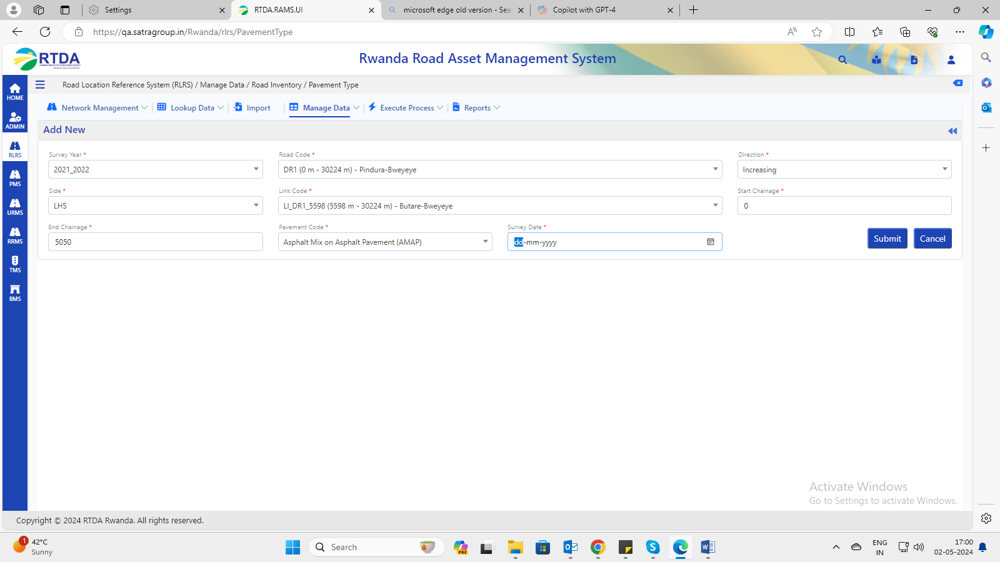 Settings
RTDA.RAMS.UI
microsoft edge old version - Sea
Copilot with GPT-4
https://qa.satragroup.in/Rwanda/rlrs/PavementType
RTDA
Rwanda Road Asset Management System
Road Location Reference System (RLRS) / Manage Data / Road Inventory / Pavement Type
HOME
ADMIN
RLRS
PMS
URMS
RRMS
TMS
BMS
Network Management
Lookup Data
Import
Manage Data
Execute Process
Reports
Add New
Survey Year *
2021_2022
Road Code *
DR1 (0 m - 30224 m) - Pindura-Bweyeye
Direction *
Increasing
Side *
LHS
Link Code *
LI_DR1_5598 (5598 m - 30224 m) - Butare-Bweyeye
Start Chainage *
0
End Chainage *
5050
Pavement Code *
Asphalt Mix on Asphalt Pavement (AMAP)
Survey Date *
dd-mm-yyyy
Submit
Cancel
Activate Windows
Go to Settings to activate Windows.
Copyright © 2024 RTDA Rwanda. All rights reserved.
1
42°C
Sunny
Search
PRE
ENG
IN
17:00
02-05-2024